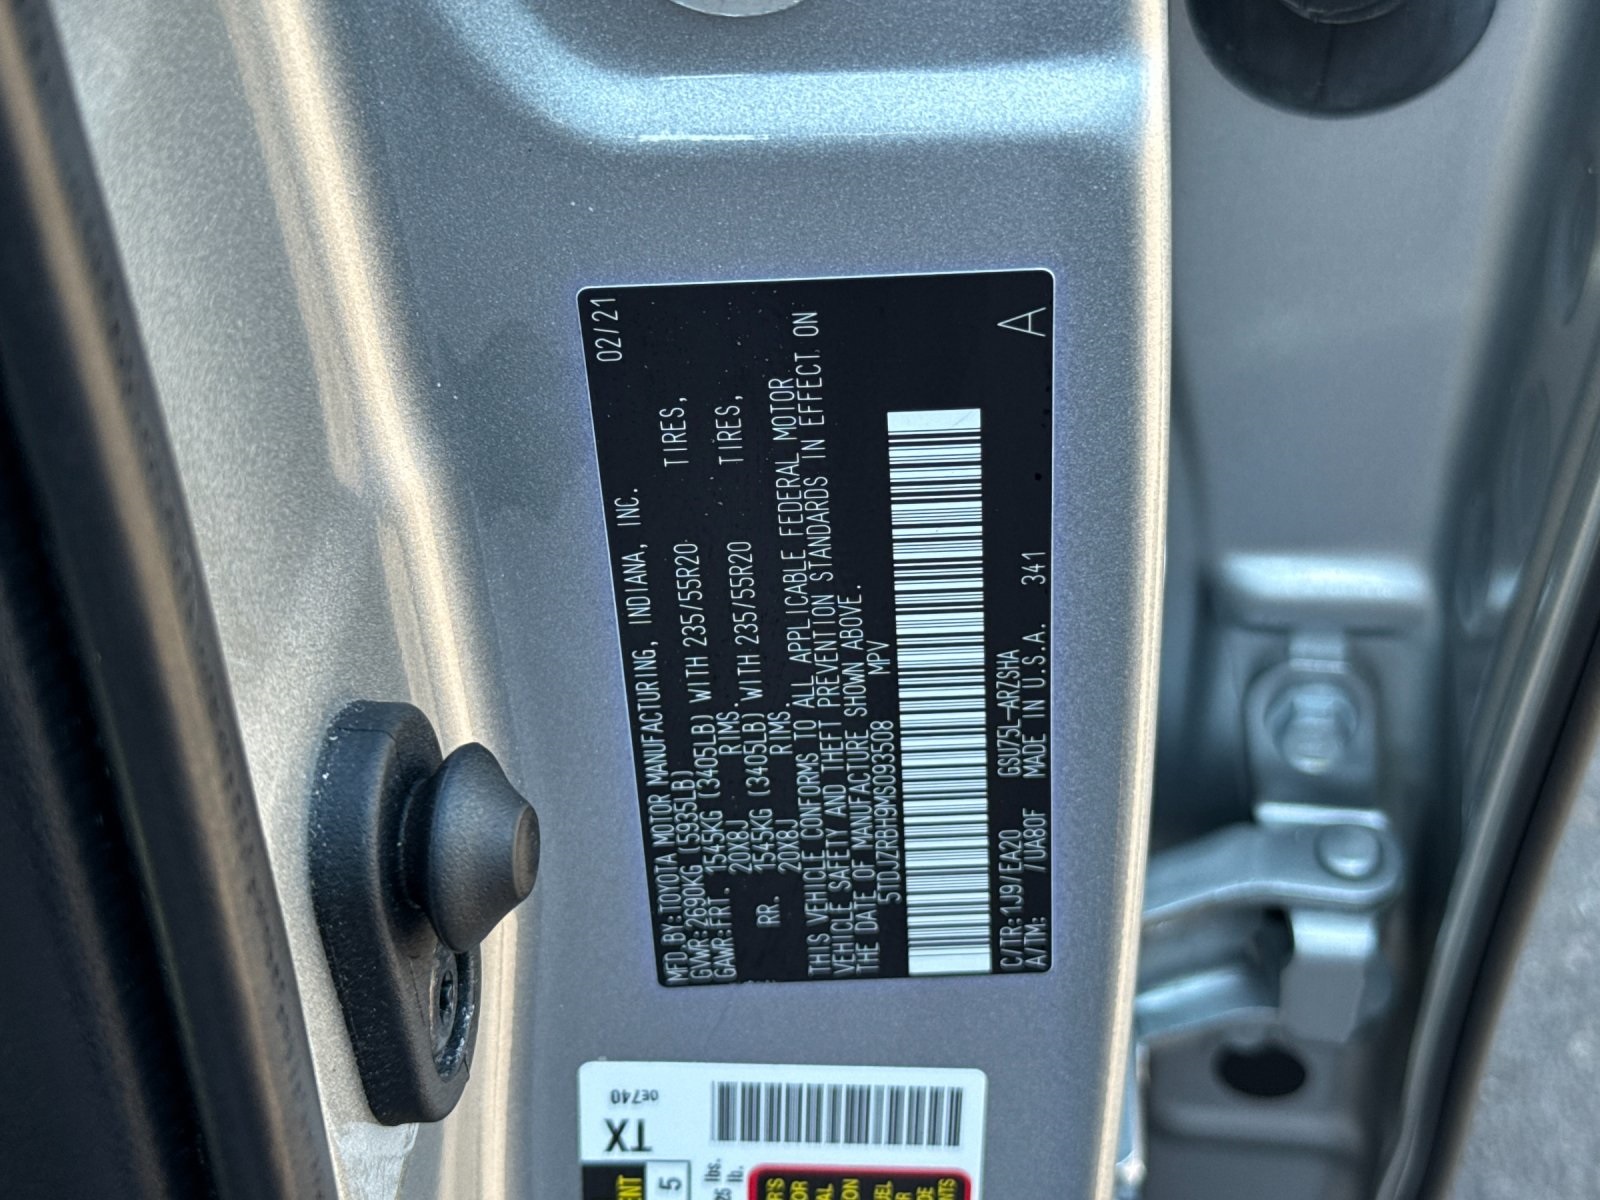 02/21
MFD.BY:TOYOTA MOTOR MANUFACTURING, INDIANA, INC.
GVWR:2690KG (5935LB)
GAWR:FRT. 1545KG (3405LB) WITH 235/55R20 TIRES,
20X8J RIMS.
RR. 1545KG (3405LB) WITH 235/55R20 TIRES,
20X8J RIMS.
THIS VEHICLE CONFORMS TO ALL APPLICABLE FEDERAL MOTOR
VEHICLE SAFETY AND THEFT PREVENTION STANDARDS IN EFFECT ON
THE DATE OF MANUFACTURE SHOWN ABOVE.
5TDJZRBH9MS093508 MPV
C/TR:1J9/EA20 GSU75L-ARZSHA
A/TM: /UA80F MADE IN U.S.A. 341
A
TX
0E740
5
lbs.
lb.